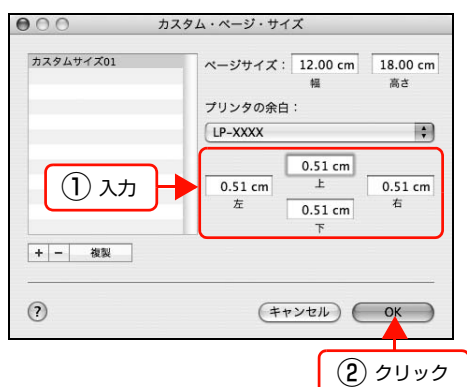 カスタム・ページ・サイズ
カスタムサイズ01
ページサイズ： 12.00 cm 18.00 cm
幅 高さ
プリンタの余白：
LP-XXXX
① 入力
0.51 cm
上
0.51 cm 0.51 cm
左 右
0.51 cm
下
+ − 複製
? キャンセル OK
② クリック